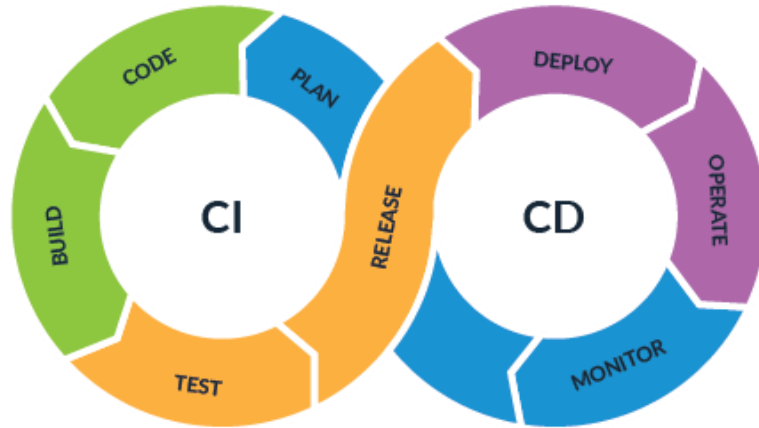 PLAN
CODE
BUILD
TEST
RELEASE
DEPLOY
OPERATE
MONITOR
CI
CD